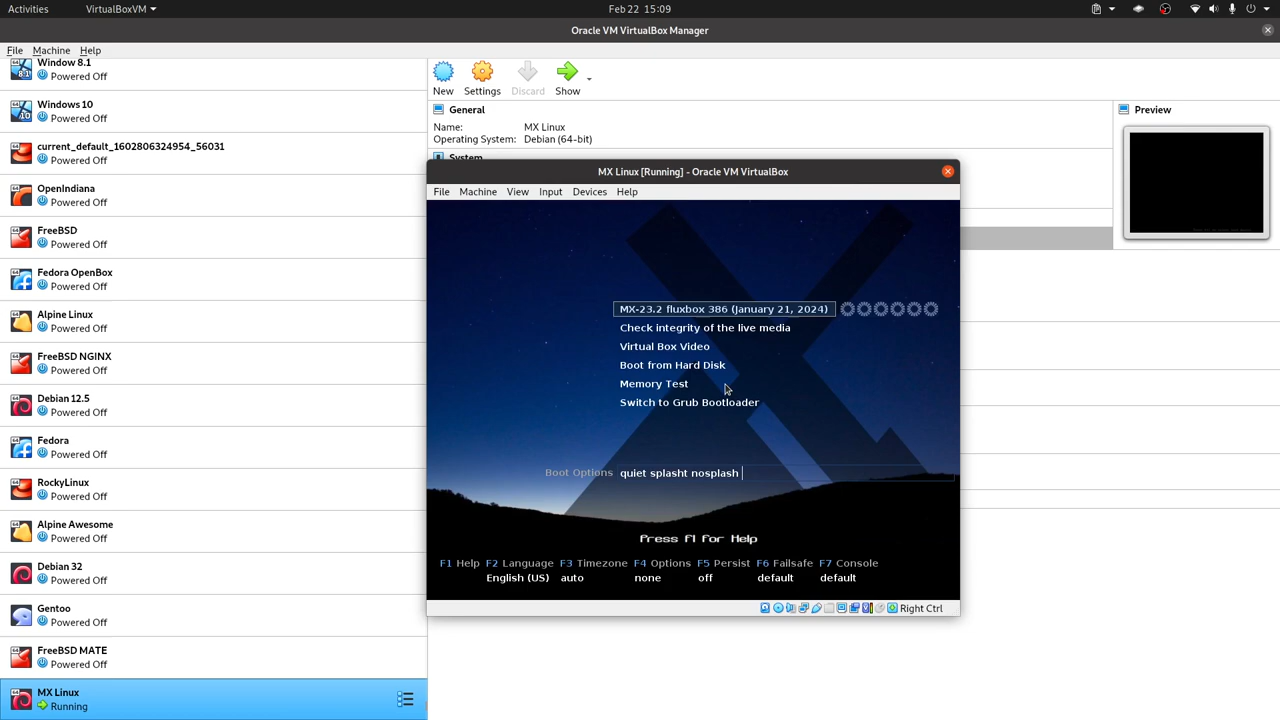 Activities
VirtualBoxVM
Feb 22 15:09
Oracle VM VirtualBox Manager
File Machine Help
Window 8.1
Powered Off
Windows 10
Powered Off
current_default_1602806324954_56031
Powered Off
OpenIndiana
Powered Off
FreeBSD
Powered Off
Fedora OpenBox
Powered Off
Alpine Linux
Powered Off
FreeBSD NGINX
Powered Off
Debian 12.5
Powered Off
Fedora
Powered Off
RockyLinux
Powered Off
Alpine Awesome
Powered Off
Debian 32
Powered Off
Gentoo
Powered Off
FreeBSD MATE
Powered Off
MX Linux
Running
New Settings Discard Show
General
Name: MX Linux
Operating System: Debian (64-bit)
System
Preview
MX Linux [Running] - Oracle VM VirtualBox
File Machine View Input Devices Help
MX-23.2 fluxbox 386 (January 21, 2024)
Check integrity of the live media
Virtual Box Video
Boot from Hard Disk
Memory Test
Switch to Grub Bootloader
Boot Options quiet splasht nosplash
Press F1 for Help
F1 Help F2 Language F3 Timezone F4 Options F5 Persist F6 Failsafe F7 Console
English (US) auto none off default default
Right Ctrl